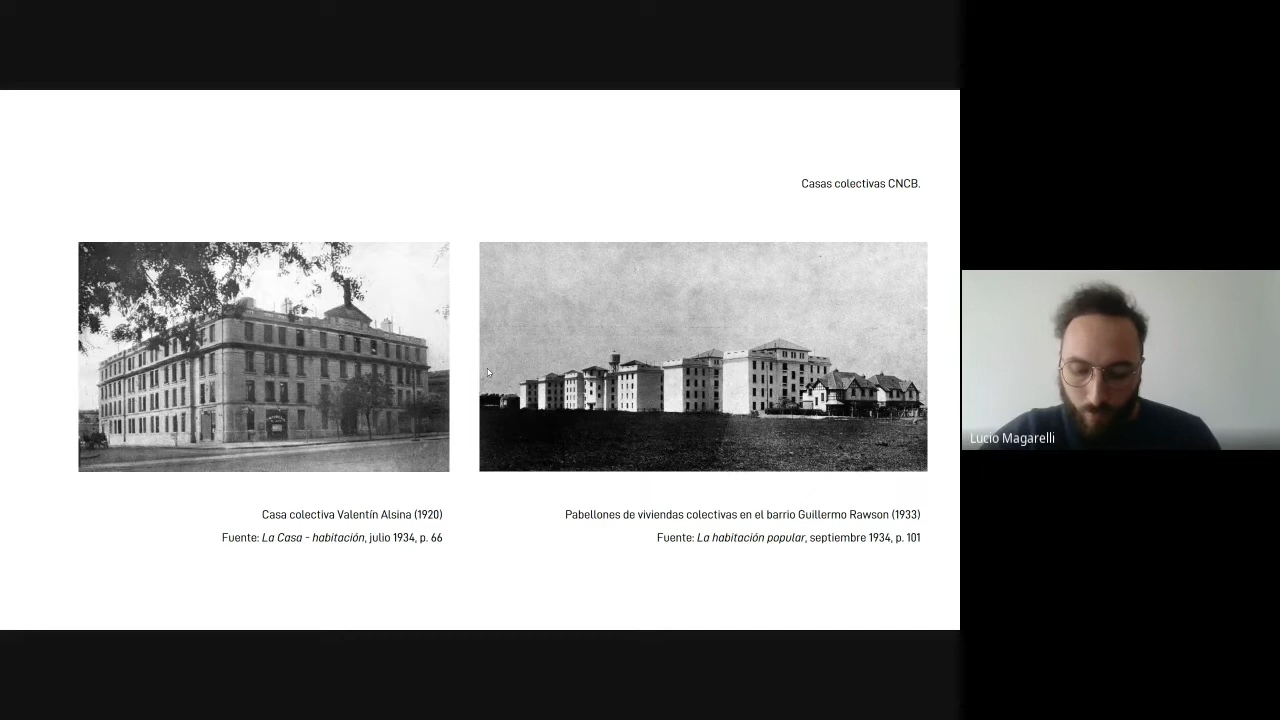 Casas colectivas CNCB.
Casa colectiva Valentín Alsina (1920)
Fuente: La Casa - habitación, julio 1934, p. 66
Pabellones de viviendas colectivas en el barrio Guillermo Rawson (1933)
Fuente: La habitación popular, septiembre 1934, p. 101
Lucio Magarelli